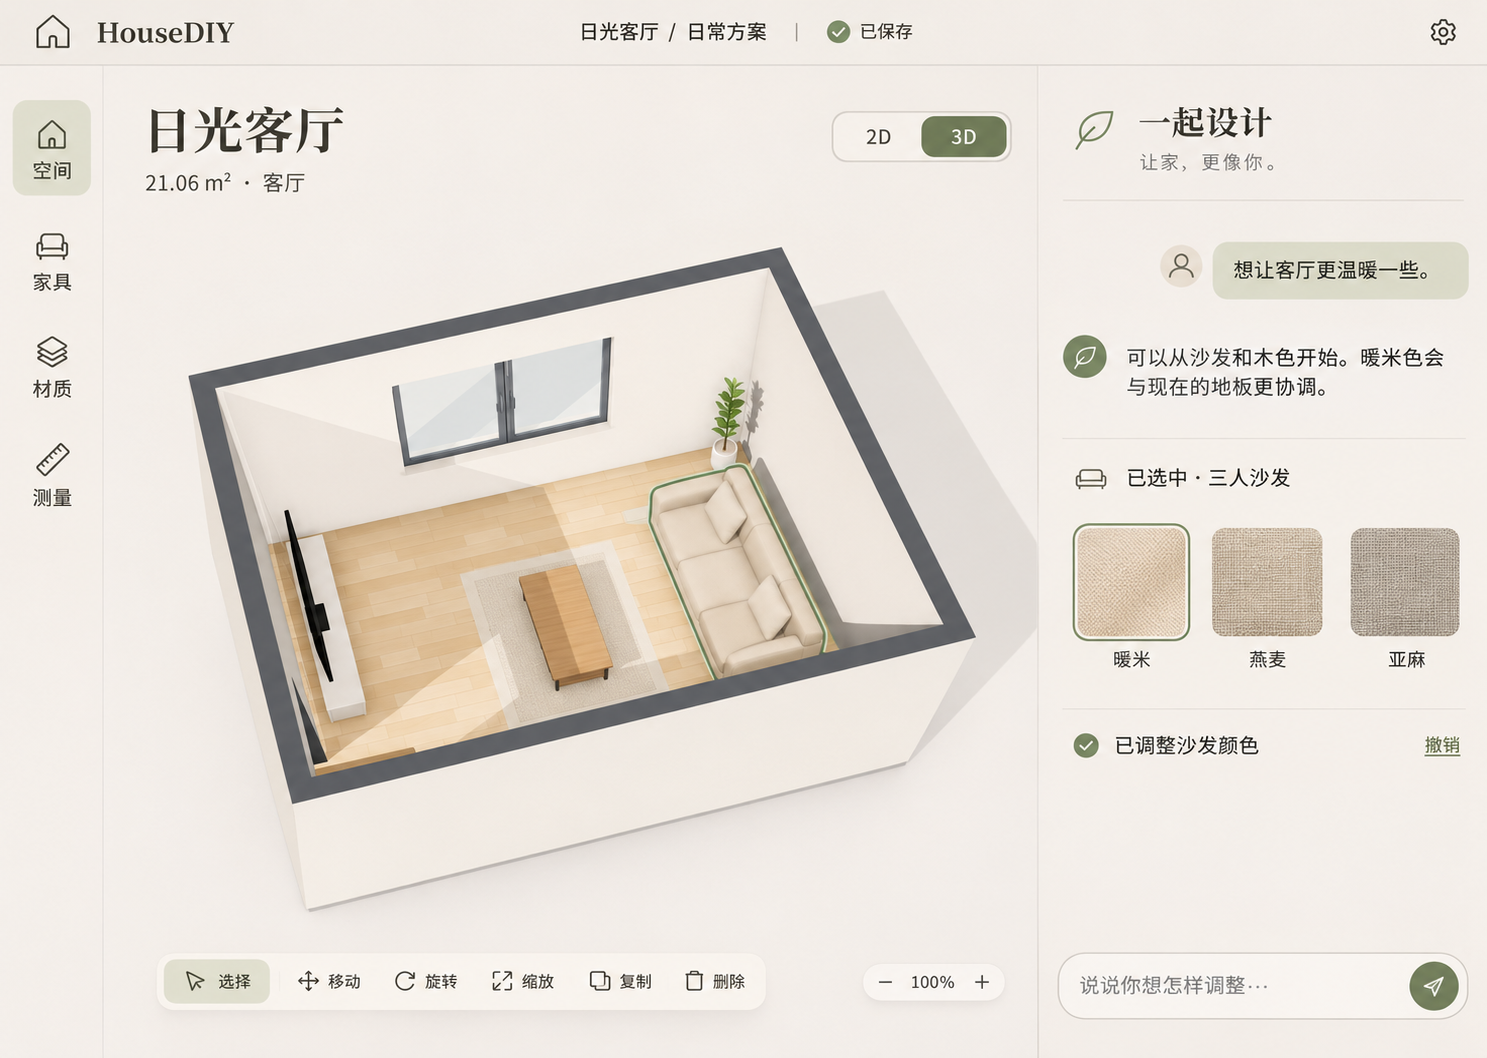 HouseDIY
日光客厅 / 日常方案 | 已保存
空间
家具
材质
测量
日光客厅
21.06 m² · 客厅
2D 3D
选择 移动 旋转 缩放 复制 删除
− 100% +
一起设计
让家，更像你。
想让客厅更温暖一些。
可以从沙发和木色开始。暖米色会
与现在的地板更协调。
已选中 · 三人沙发
暖米 燕麦 亚麻
已调整沙发颜色 撤销
说说你想怎样调整···